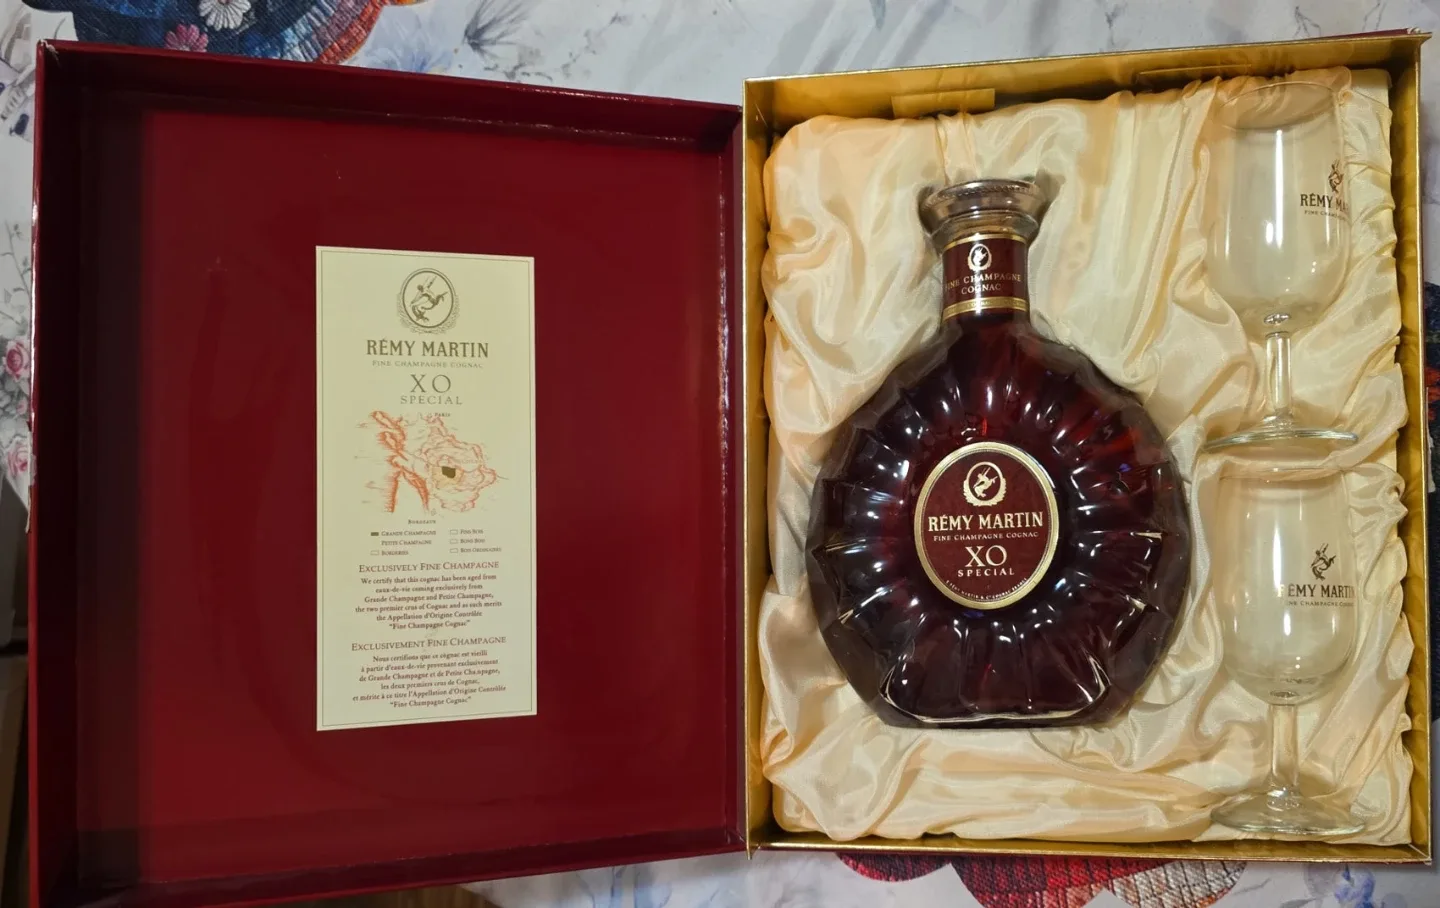 RÉMY MARTIN
FINE CHAMPAGNE COGNAC
XO
SPECIAL
PARIS
BORDEAUX
GRANDE CHAMPAGNE
PETITE CHAMPAGNE
BORDERIES
FINS BOIS
BONS BOIS
BOIS ORDINAIRES
EXCLUSIVELY FINE CHAMPAGNE
We certify that this cognac has been aged from
eaux-de-vie coming exclusively from
Grande Champagne and Petite Champagne,
the two premier crus of Cognac and as such merits
the Appellation d'Origine Contrôlée
"Fine Champagne Cognac"
EXCLUSIVEMENT FINE CHAMPAGNE
Nous certifions que ce cognac est vieilli
à partir d'eaux-de-vie provenant exclusivement
de Grande Champagne et de Petite Champagne,
les deux premiers crus de Cognac,
et mérite à ce titre l'Appellation d'Origine Contrôlée
"Fine Champagne Cognac"
FINE CHAMPAGNE
COGNAC
RÉMY MARTIN
FINE CHAMPAGNE COGNAC
XO
SPECIAL
RÉMY MA
FINE CHAMPA
RÉMY MARTIN
FINE CHAMPAGNE COGNAC